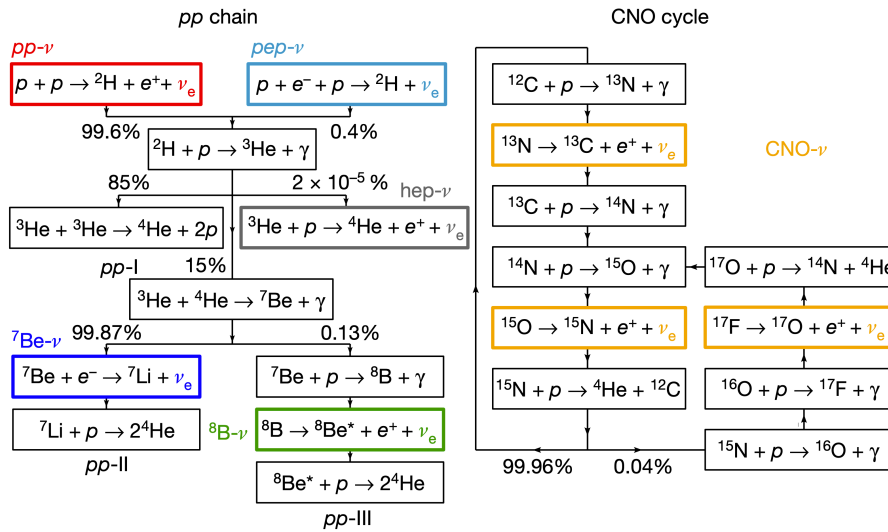 pp chain
CNO cycle
pp-ν
pep-ν
p + p → ²H + e⁺ + νₑ
p + e⁻ + p → ²H + νₑ
99.6%
0.4%
²H + p → ³He + γ
85%
2 × 10⁻⁵ %
hep-ν
³He + ³He → ⁴He + 2p
³He + p → ⁴He + e⁺ + νₑ
pp-I
15%
³He + ⁴He → ⁷Be + γ
⁷Be-ν
99.87%
0.13%
⁷Be + e⁻ → ⁷Li + νₑ
⁷Be + p → ⁸B + γ
⁷Li + p → 2⁴He
⁸B-ν
⁸B → ⁸Be* + e⁺ + νₑ
pp-II
⁸Be* + p → 2⁴He
pp-III
¹²C + p → ¹³N + γ
¹³N → ¹³C + e⁺ + νₑ
CNO-ν
¹³C + p → ¹⁴N + γ
¹⁴N + p → ¹⁵O + γ
¹⁷O + p → ¹⁴N + ⁴He
¹⁵O → ¹⁵N + e⁺ + νₑ
¹⁷F → ¹⁷O + e⁺ + νₑ
¹⁵N + p → ⁴He + ¹²C
¹⁶O + p → ¹⁷F + γ
99.96%
0.04%
¹⁵N + p → ¹⁶O + γ